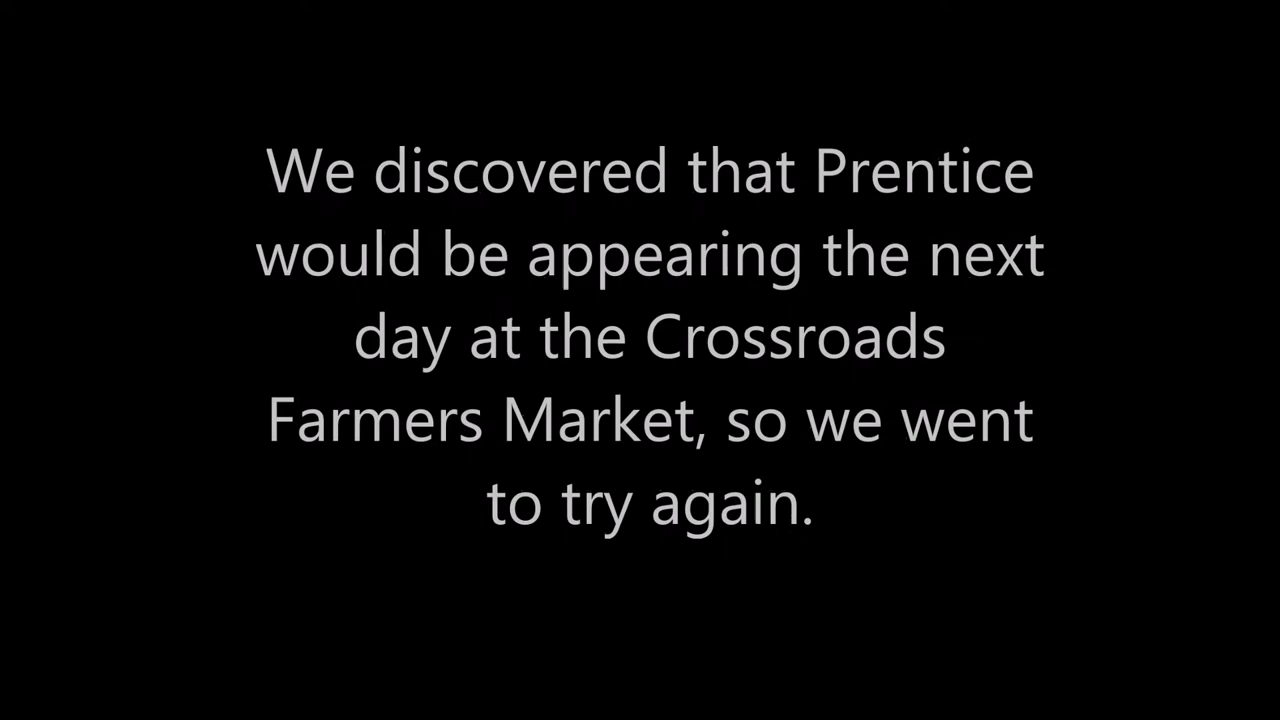 We discovered that Prentice
would be appearing the next
day at the Crossroads
Farmers Market, so we went
to try again.